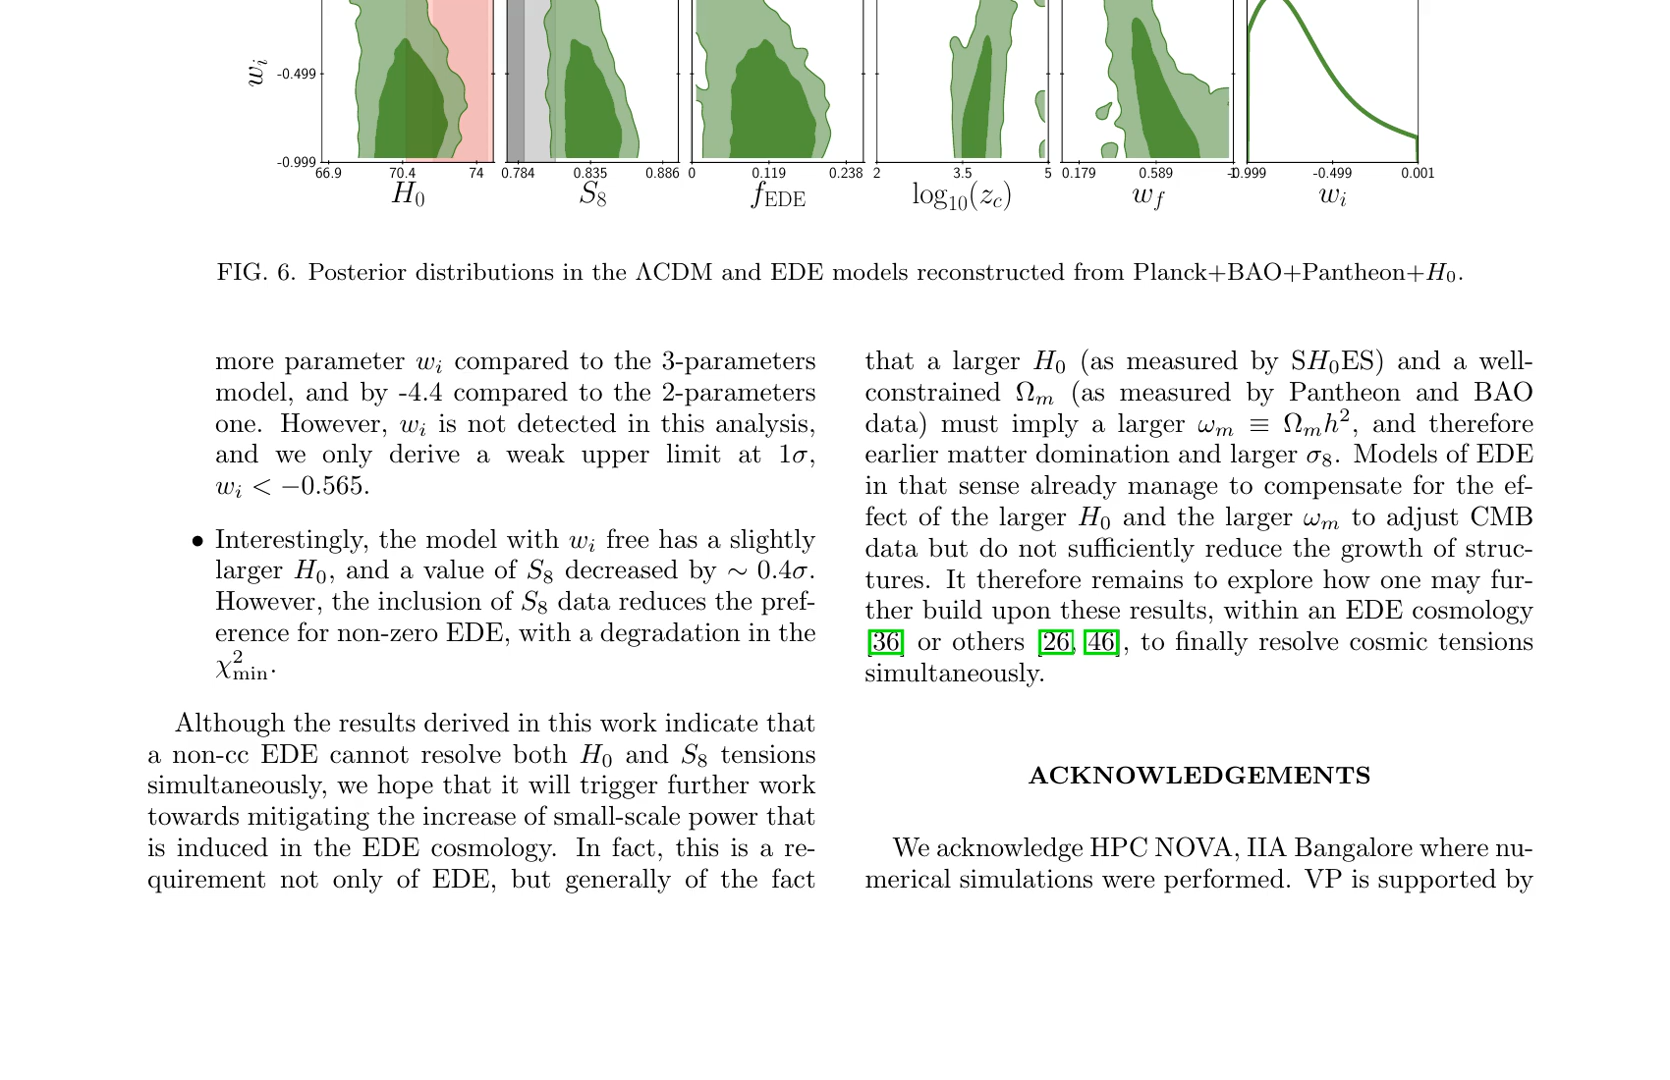 w_i
-0.499
-0.999
66.9 70.4 74 0.784 0.835 0.886 0 0.119 0.238 2 3.5 5 0.179 0.589 -0.999 -0.499 0.001
H_0 S_8 f_EDE log_10(z_c) w_f w_i
FIG. 6. Posterior distributions in the ΛCDM and EDE models reconstructed from Planck+BAO+Pantheon+H_0.
more parameter w_i compared to the 3-parameters
model, and by -4.4 compared to the 2-parameters
one. However, w_i is not detected in this analysis,
and we only derive a weak upper limit at 1σ,
w_i < −0.565.
• Interestingly, the model with w_i free has a slightly
larger H_0, and a value of S_8 decreased by ∼ 0.4σ.
However, the inclusion of S_8 data reduces the pref-
erence for non-zero EDE, with a degradation in the
χ²_min.
Although the results derived in this work indicate that
a non-cc EDE cannot resolve both H_0 and S_8 tensions
simultaneously, we hope that it will trigger further work
towards mitigating the increase of small-scale power that
is induced in the EDE cosmology. In fact, this is a re-
quirement not only of EDE, but generally of the fact
that a larger H_0 (as measured by SH_0ES) and a well-
constrained Ω_m (as measured by Pantheon and BAO
data) must imply a larger ω_m ≡ Ω_m h², and therefore
earlier matter domination and larger σ_8. Models of EDE
in that sense already manage to compensate for the ef-
fect of the larger H_0 and the larger ω_m to adjust CMB
data but do not sufficiently reduce the growth of struc-
tures. It therefore remains to explore how one may fur-
ther build upon these results, within an EDE cosmology
[36] or others [26, 46], to finally resolve cosmic tensions
simultaneously.
ACKNOWLEDGEMENTS
We acknowledge HPC NOVA, IIA Bangalore where nu-
merical simulations were performed. VP is supported by